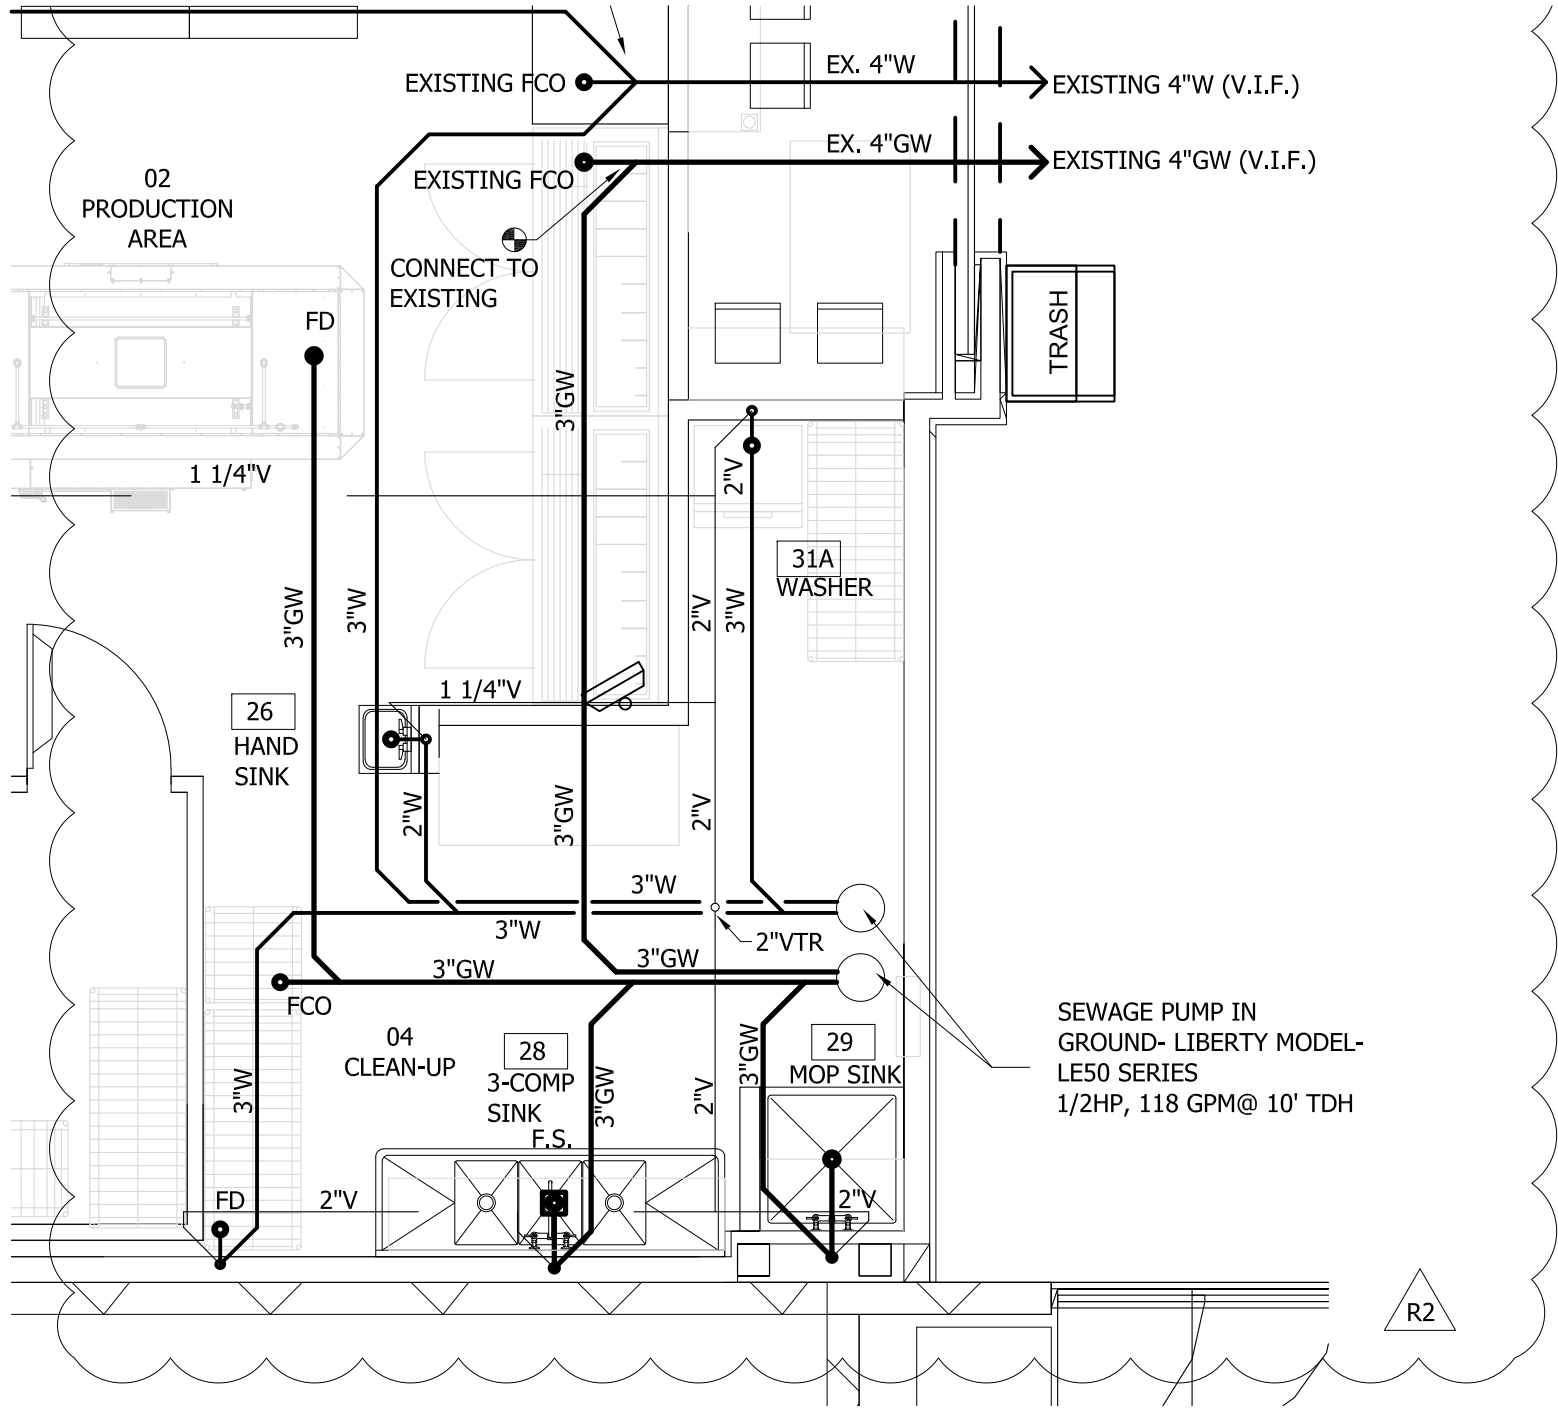 EX. 4"W
EXISTING FCO
EXISTING 4"W (V.I.F.)
EX. 4"GW
EXISTING 4"GW (V.I.F.)
EXISTING FCO
02
PRODUCTION
AREA
CONNECT TO
EXISTING
TRASH
FD
3"GW
1 1/4"V
2"V
31A
WASHER
3"GW
3"W
2"V
3"W
1 1/4"V
26
HAND
SINK
2"W
3"GW
2"V
3"W
3"W
2"VTR
3"GW
3"GW
FCO
SEWAGE PUMP IN
GROUND- LIBERTY MODEL-
LE50 SERIES
1/2HP, 118 GPM@ 10' TDH
04
CLEAN-UP
28
3-COMP
SINK
F.S.
29
MOP SINK
3"GW
3"W
3"GW
2"V
FD
2"V
2"V
R2